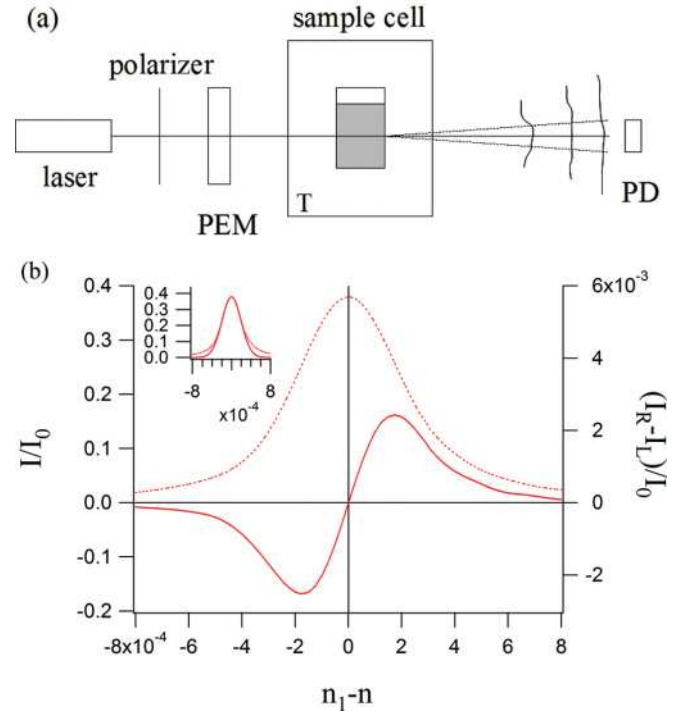 (a)
sample cell
polarizer
laser
PEM
T
PD
(b)
0.4
0.3
0.2
0.1
0.0
-0.1
-0.2
I/I₀
0.4
0.3
0.2
0.1
0.0
-8
8
x10⁻⁴
6x10⁻³
4
2
0
-2
(I_R-I_L)/I₀
-8x10⁻⁴ -6 -4 -2 0 2 4 6 8
n₁-n